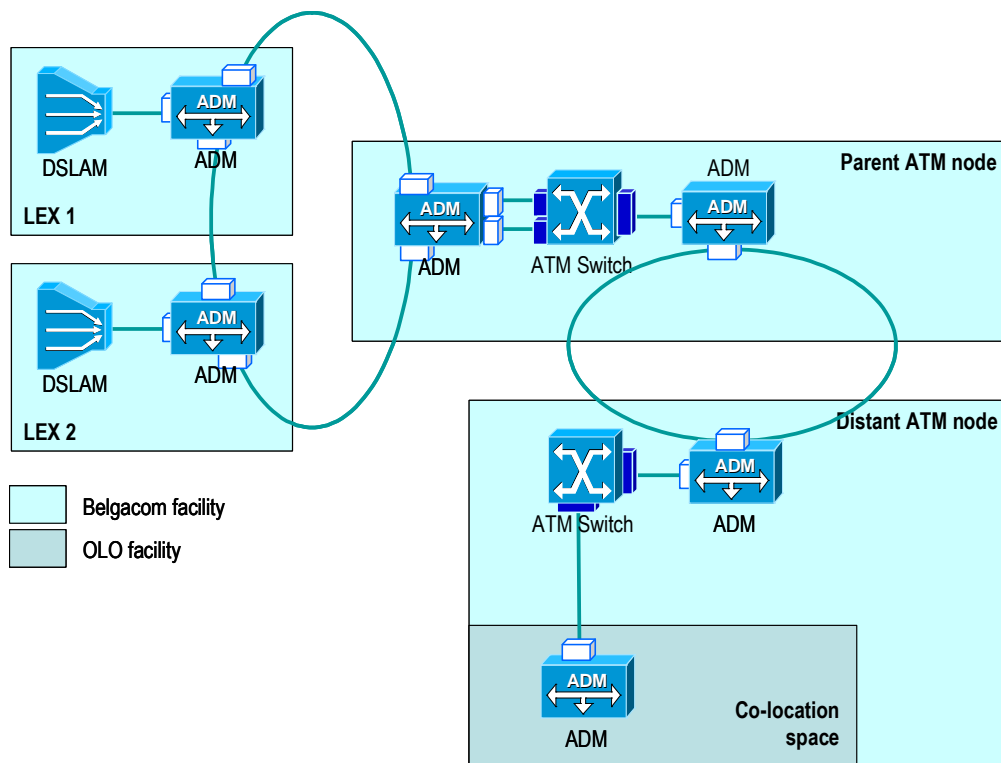 ADM
DSLAM
ADM
LEX 1
Parent ATM node
ADM
ADM
ADM
ATM Switch
ADM
ADM
DSLAM
ADM
LEX 2
Distant ATM node
ADM
ATM Switch
ADM
Belgacom facility
OLO facility
ADM
ADM
Co-location
space